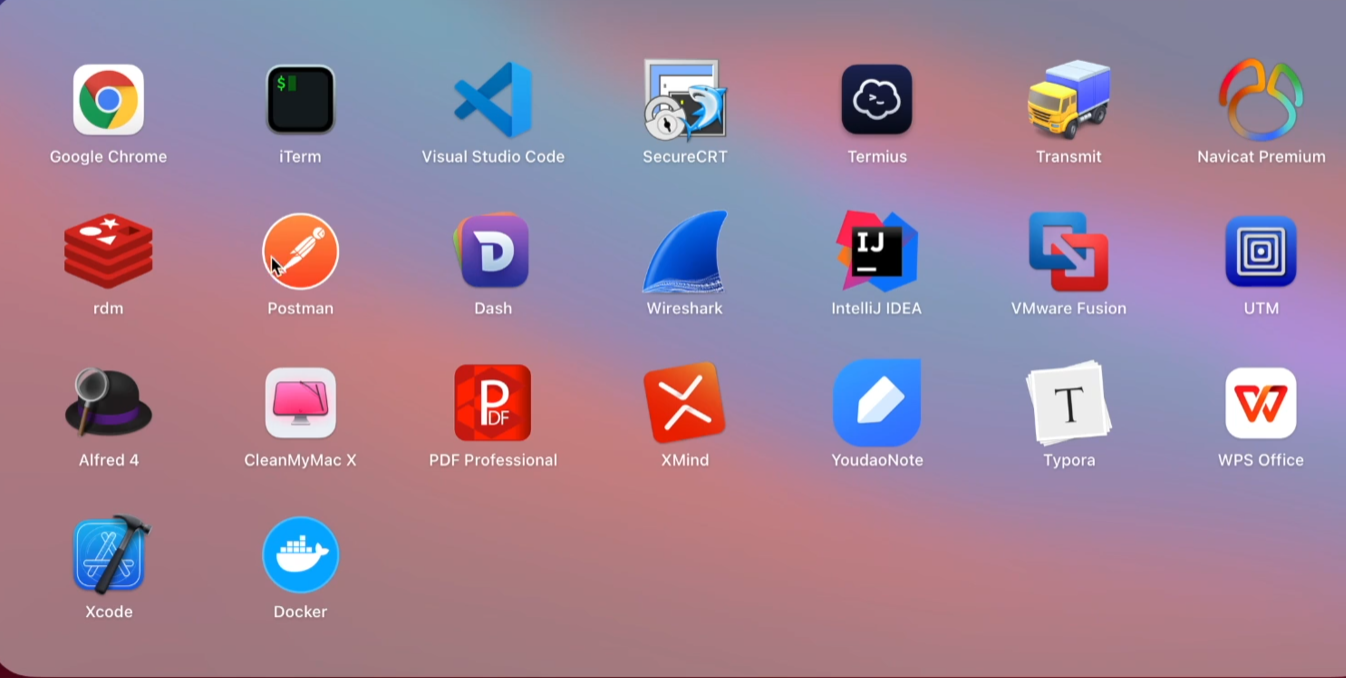 $
Google Chrome
iTerm
Visual Studio Code
SecureCRT
Termius
Transmit
Navicat Premium
D
IJ
rdm
Postman
Dash
Wireshark
IntelliJ IDEA
VMware Fusion
UTM
PDF
T
W
Alfred 4
CleanMyMac X
PDF Professional
XMind
YoudaoNote
Typora
WPS Office
Xcode
Docker